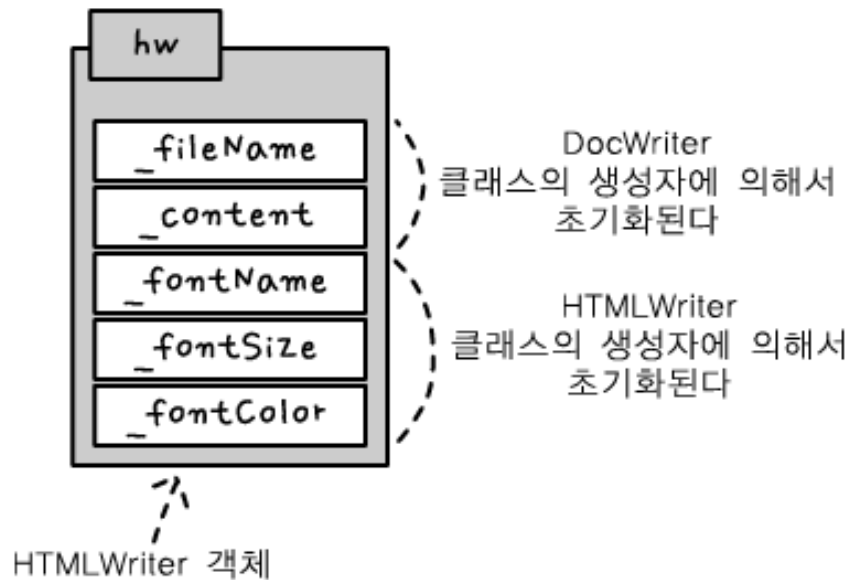 hw
_fileName
_content
_fontName
_fontSize
_fontColor
DocWriter
클래스의 생성자에 의해서
초기화된다
HTMLWriter
클래스의 생성자에 의해서
초기화된다
HTMLWriter 객체